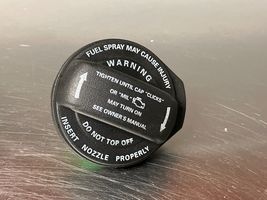 FUEL SPRAY MAY CAUSE INJURY
WARNING
TIGHTEN UNTIL CAP "CLICKS"
OR "MIL"
MAY TURN ON
SEE OWNER'S MANUAL
DO NOT TOP OFF
INSERT NOZZLE PROPERLY